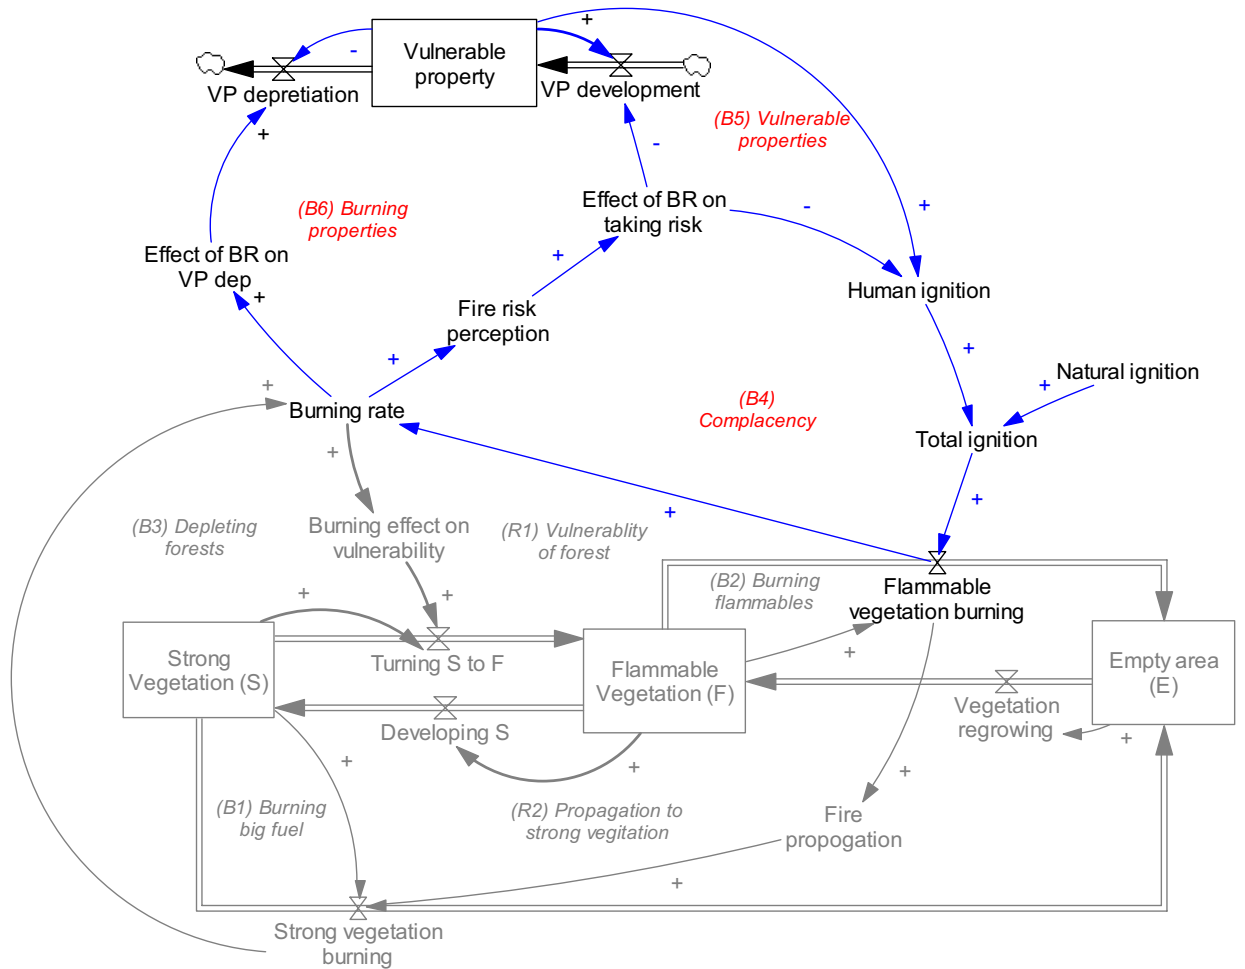 +
Vulnerable
property
-
VP depretiation
VP development
+
(B5) Vulnerable
properties
-
Effect of BR on
taking risk
(B6) Burning
properties
-
+
Effect of BR on
VP dep
+
+
Human ignition
Fire risk
perception
+
+
Natural ignition
+
+
(B4)
Complacency
Burning rate
Total ignition
+
+
+
(B3) Depleting
forests
Burning effect on
vulnerability
(R1) Vulnerablity
of forest
(B2) Burning
flammables
Flammable
vegetation burning
+
+
Strong
Vegetation (S)
Turning S to F
Flammable
Vegetation (F)
+
Empty area
(E)
Developing S
Vegetation
regrowing
+
+
+
+
(B1) Burning
big fuel
(R2) Propagation to
strong vegitation
Fire
propogation
+
Strong vegetation
burning